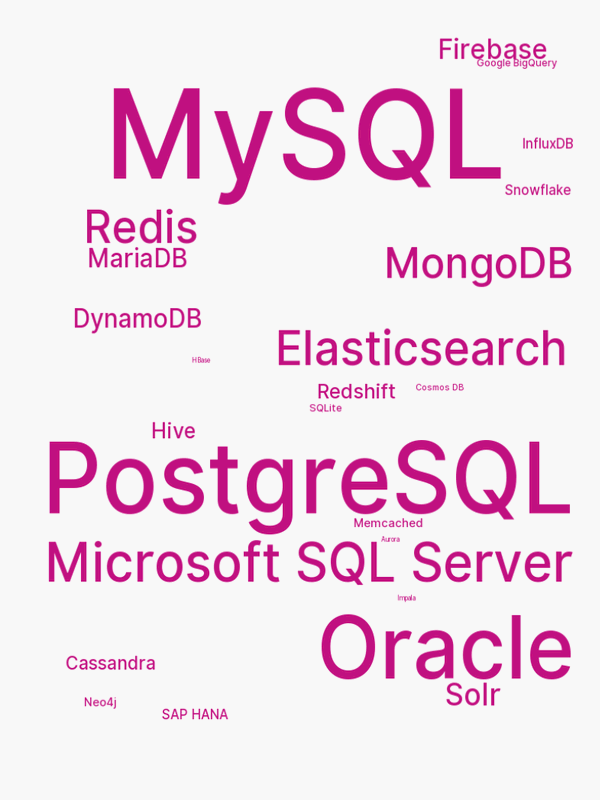 Firebase
Google BigQuery
MySQL
InfluxDB
Snowflake
Redis
MariaDB
MongoDB
DynamoDB
Elasticsearch
HBase
Redshift
Cosmos DB
SQLite
Hive
PostgreSQL
Memcached
Aurora
Microsoft SQL Server
Impala
Oracle
Cassandra
Solr
Neo4j
SAP HANA